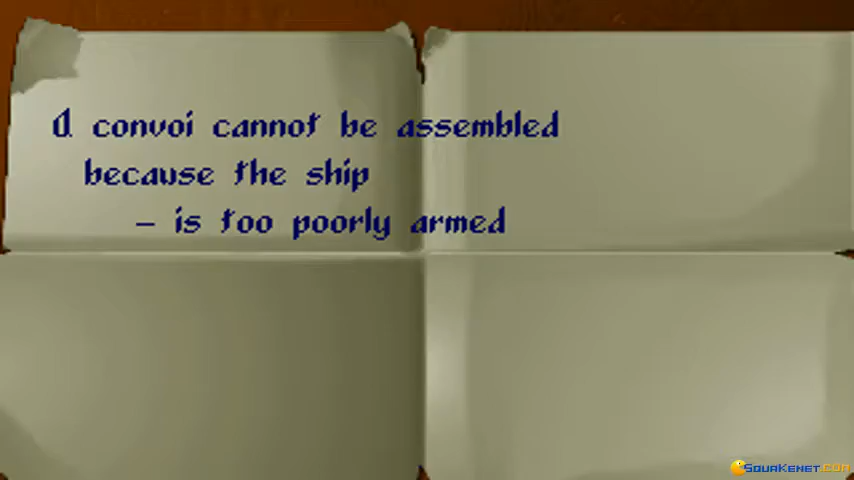 A convoi cannot be assembled
because the ship
- is too poorly armed
SQUAKENET.COM